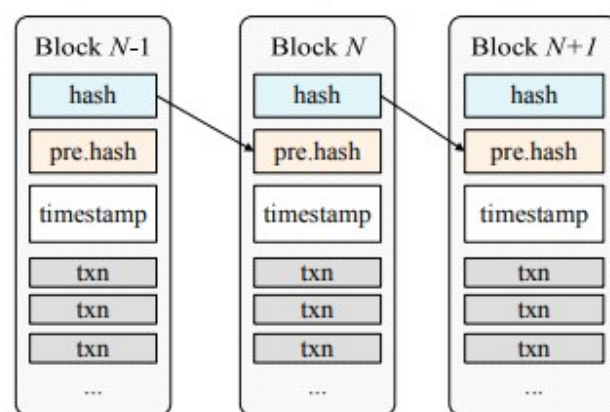 Block N-1
hash
pre.hash
timestamp
txn
txn
txn
...
Block N
hash
pre.hash
timestamp
txn
txn
txn
...
Block N+1
hash
pre.hash
timestamp
txn
txn
txn
...